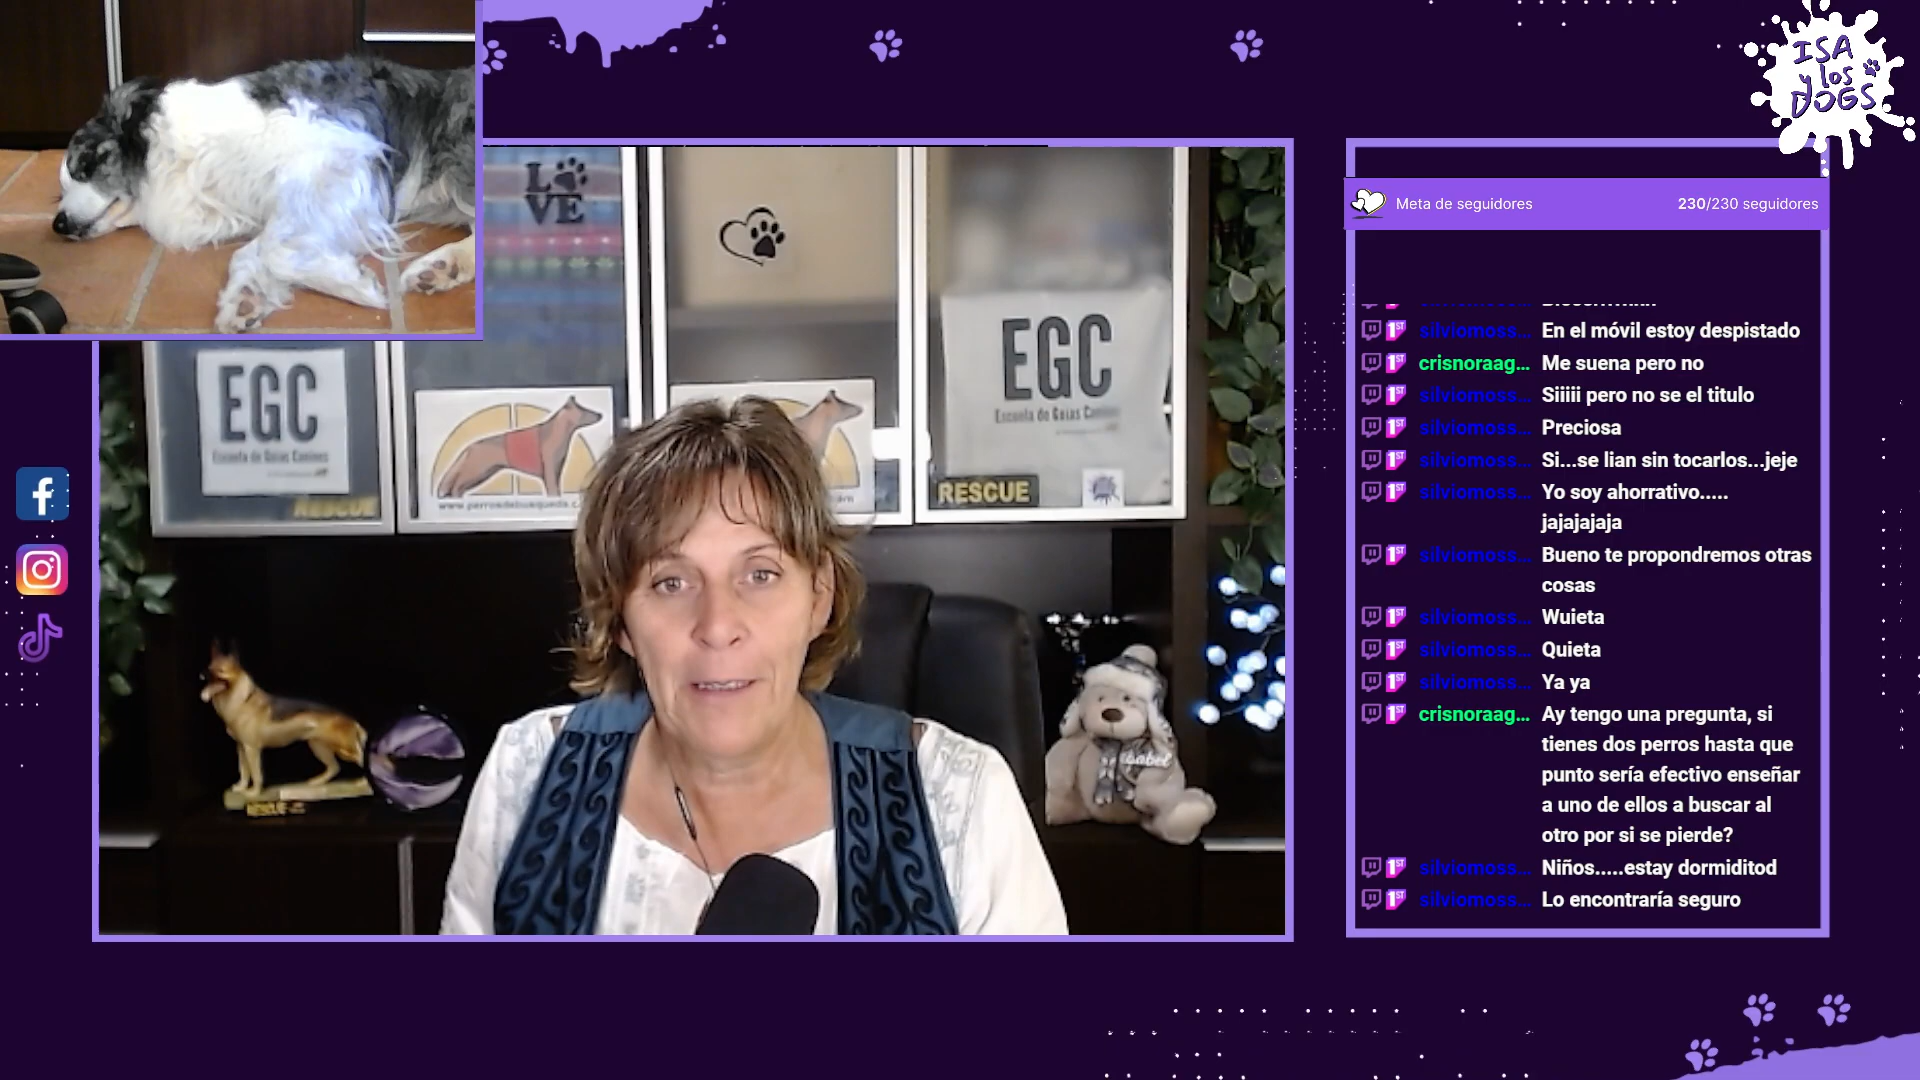 ISA
y los
DOGS
LOVE
Meta de seguidores 230/230 seguidores
EGC
Escuela de Guías Caninos
EGC
Escuela de Guías Caninos
RESCUE
RESCUE
RESCUE
silviomoss... En el móvil estoy despistado
crisnoraag... Me suena pero no
silviomoss... Siiiii pero no se el titulo
silviomoss... Preciosa
silviomoss... Si...se lian sin tocarlos...jeje
silviomoss... Yo soy ahorrativo.....
jajajajaja
silviomoss... Bueno te propondremos otras
cosas
silviomoss... Wuieta
silviomoss... Quieta
silviomoss... Ya ya
crisnoraag... Ay tengo una pregunta, si
tienes dos perros hasta que
punto sería efectivo enseñar
a uno de ellos a buscar al
otro por si se pierde?
silviomoss... Niños.....estay dormiditod
silviomoss... Lo encontraría seguro